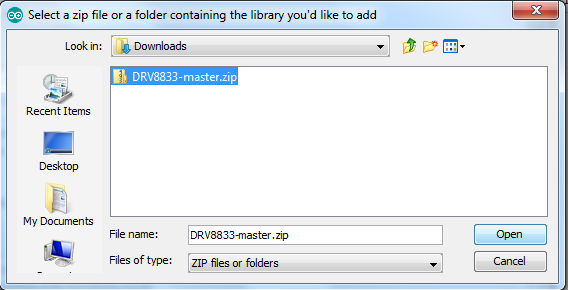 Select a zip file or a folder containing the library you'd like to add
Look in: Downloads
DRV8833-master.zip
Recent Items
Desktop
My Documents
File name: DRV8833-master.zip Open
Files of type: ZIP files or folders Cancel